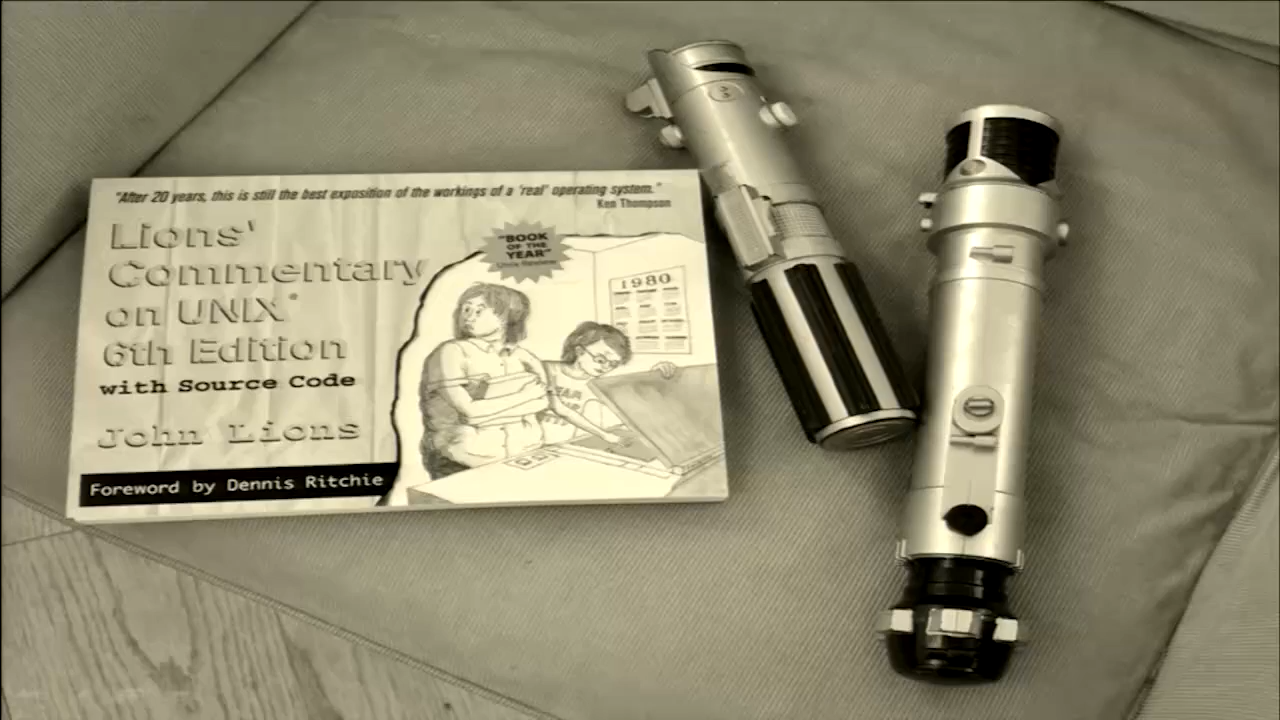 "After 20 years, this is still the best exposition of the workings of a 'real' operating system."
Ken Thompson
Lions'
Commentary
on UNIX®
6th Edition
with Source Code
John Lions
Foreword by Dennis Ritchie
"BOOK
OF THE
YEAR"
Unix Review
1980